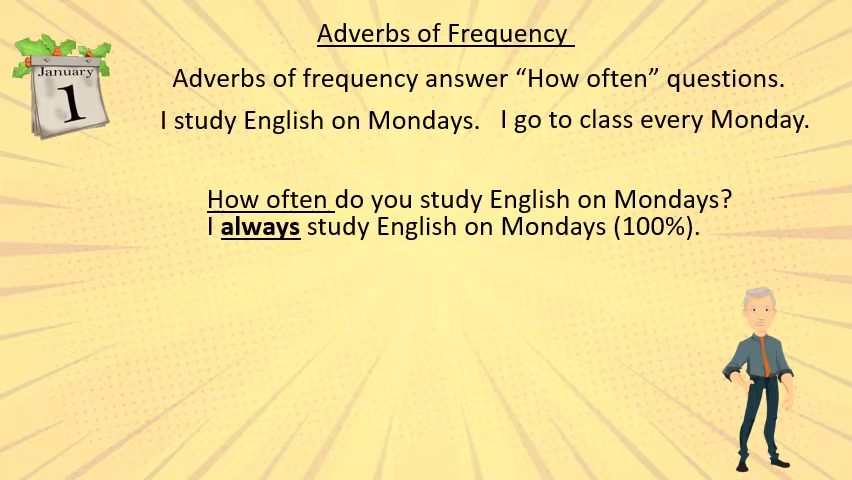 Adverbs of Frequency
January
1
Adverbs of frequency answer “How often” questions.
I study English on Mondays. I go to class every Monday.
How often do you study English on Mondays?
I always study English on Mondays (100%).